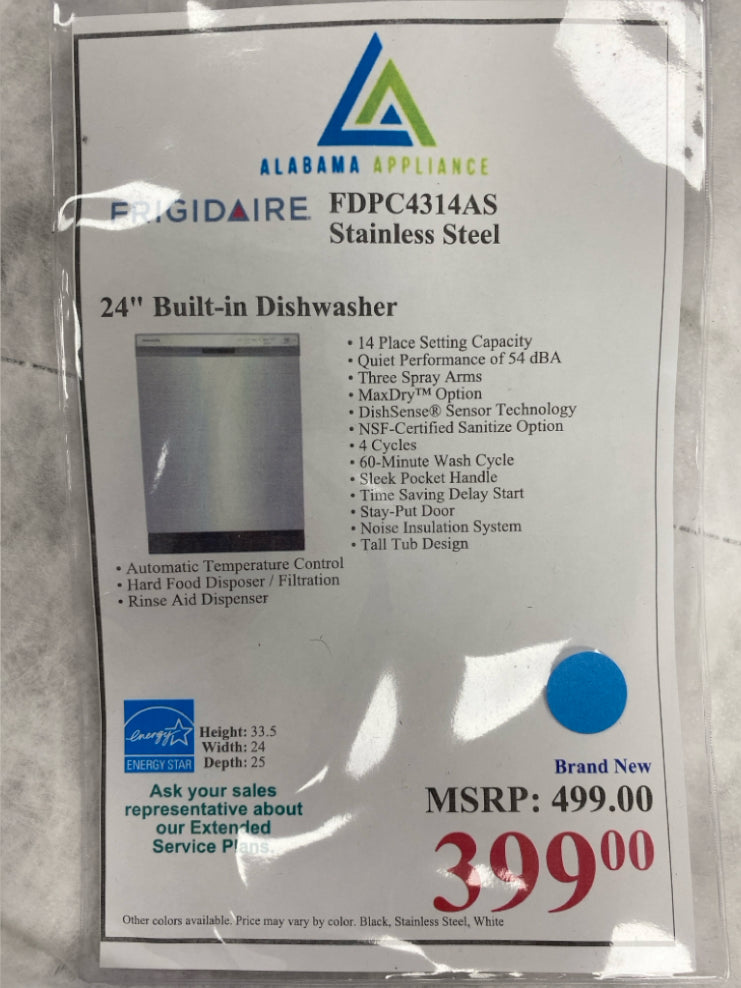 ALABAMA APPLIANCE
FRIGIDAIRE FDPC4314AS
Stainless Steel
24" Built-in Dishwasher
• 14 Place Setting Capacity
• Quiet Performance of 54 dBA
• Three Spray Arms
• MaxDry™ Option
• DishSense® Sensor Technology
• NSF-Certified Sanitize Option
• 4 Cycles
• 60-Minute Wash Cycle
• Sleek Pocket Handle
• Time Saving Delay Start
• Stay-Put Door
• Noise Insulation System
• Tall Tub Design
• Automatic Temperature Control
• Hard Food Disposer / Filtration
• Rinse Aid Dispenser
energy
ENERGY STAR
Height: 33.5
Width: 24
Depth: 25
Ask your sales
representative about
our Extended
Service Plans.
Brand New
MSRP: 499.00
399⁰⁰
Other colors available. Price may vary by color. Black, Stainless Steel, White